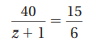 40/(z + 1) = 15/6